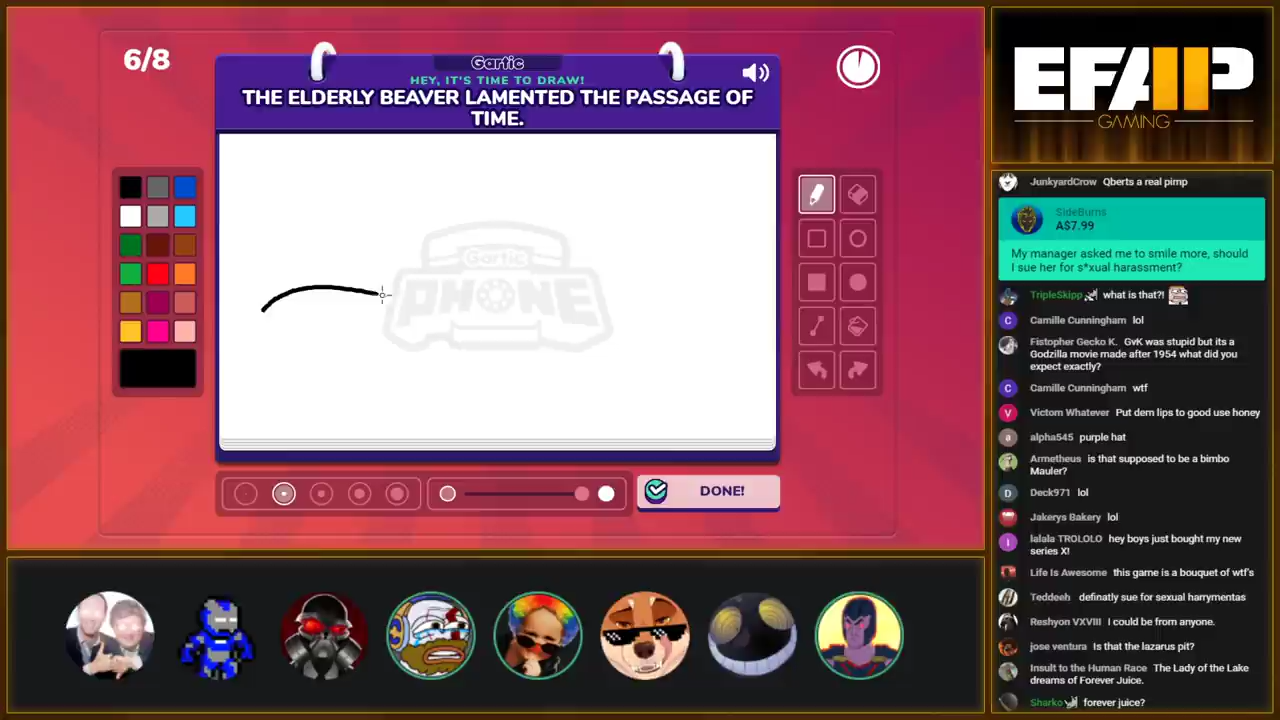 6/8
Gartic
HEY, IT'S TIME TO DRAW!
THE ELDERLY BEAVER LAMENTED THE PASSAGE OF
TIME.
Gartic
PHONE
DONE!
EFAP
GAMING
JunkyardCrow Qberts a real pimp
SideBurns
A$7.99
My manager asked me to smile more, should
I sue her for s*xual harassment?
TripleSkipp what is that?!
Camille Cunningham lol
Fistopher Gecko K. GvK was stupid but its a
Godzilla movie made after 1954 what did you
expect exactly?
Camille Cunningham wtf
Victom Whatever Put dem lips to good use honey
alpha545 purple hat
Armetheus is that supposed to be a bimbo
Mauler?
Deck971 lol
Jakerys Bakery lol
lalala TROLOLO hey boys just bought my new
series X!
Life Is Awesome this game is a bouquet of wtf's
Teddeeh definatly sue for sexual harrymentas
Reshyon VXVIII I could be from anyone.
jose ventura Is that the lazarus pit?
Insult to the Human Race The Lady of the Lake
dreams of Forever Juice.
Sharko forever juice?